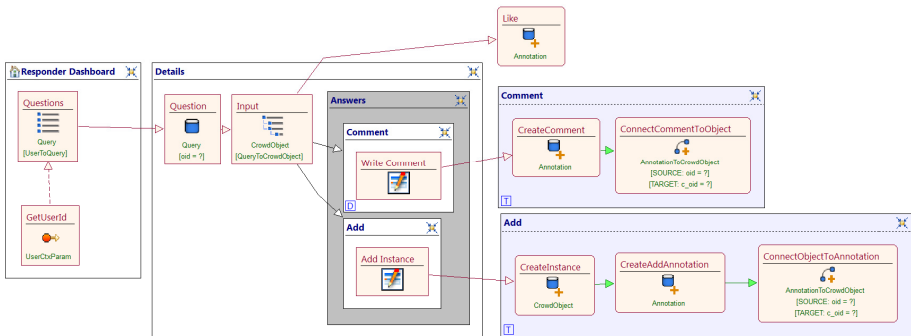 Like
Annotation
Responder Dashboard
Questions
Query
[UserToQuery]
GetUserId
UserCtxParam
Details
Question
Query
[oid = ?]
Input
CrowdObject
[QueryToCrowdObject]
Answers
Comment
Write Comment
D
Add
Add Instance
Comment
CreateComment
Annotation
ConnectCommentToObject
AnnotationToCrowdObject
[SOURCE: oid = ?]
[TARGET: c_oid = ?]
T
Add
CreateInstance
CrowdObject
CreateAddAnnotation
Annotation
ConnectObjectToAnnotation
AnnotationToCrowdObject
[SOURCE: oid = ?]
[TARGET: c_oid = ?]
T